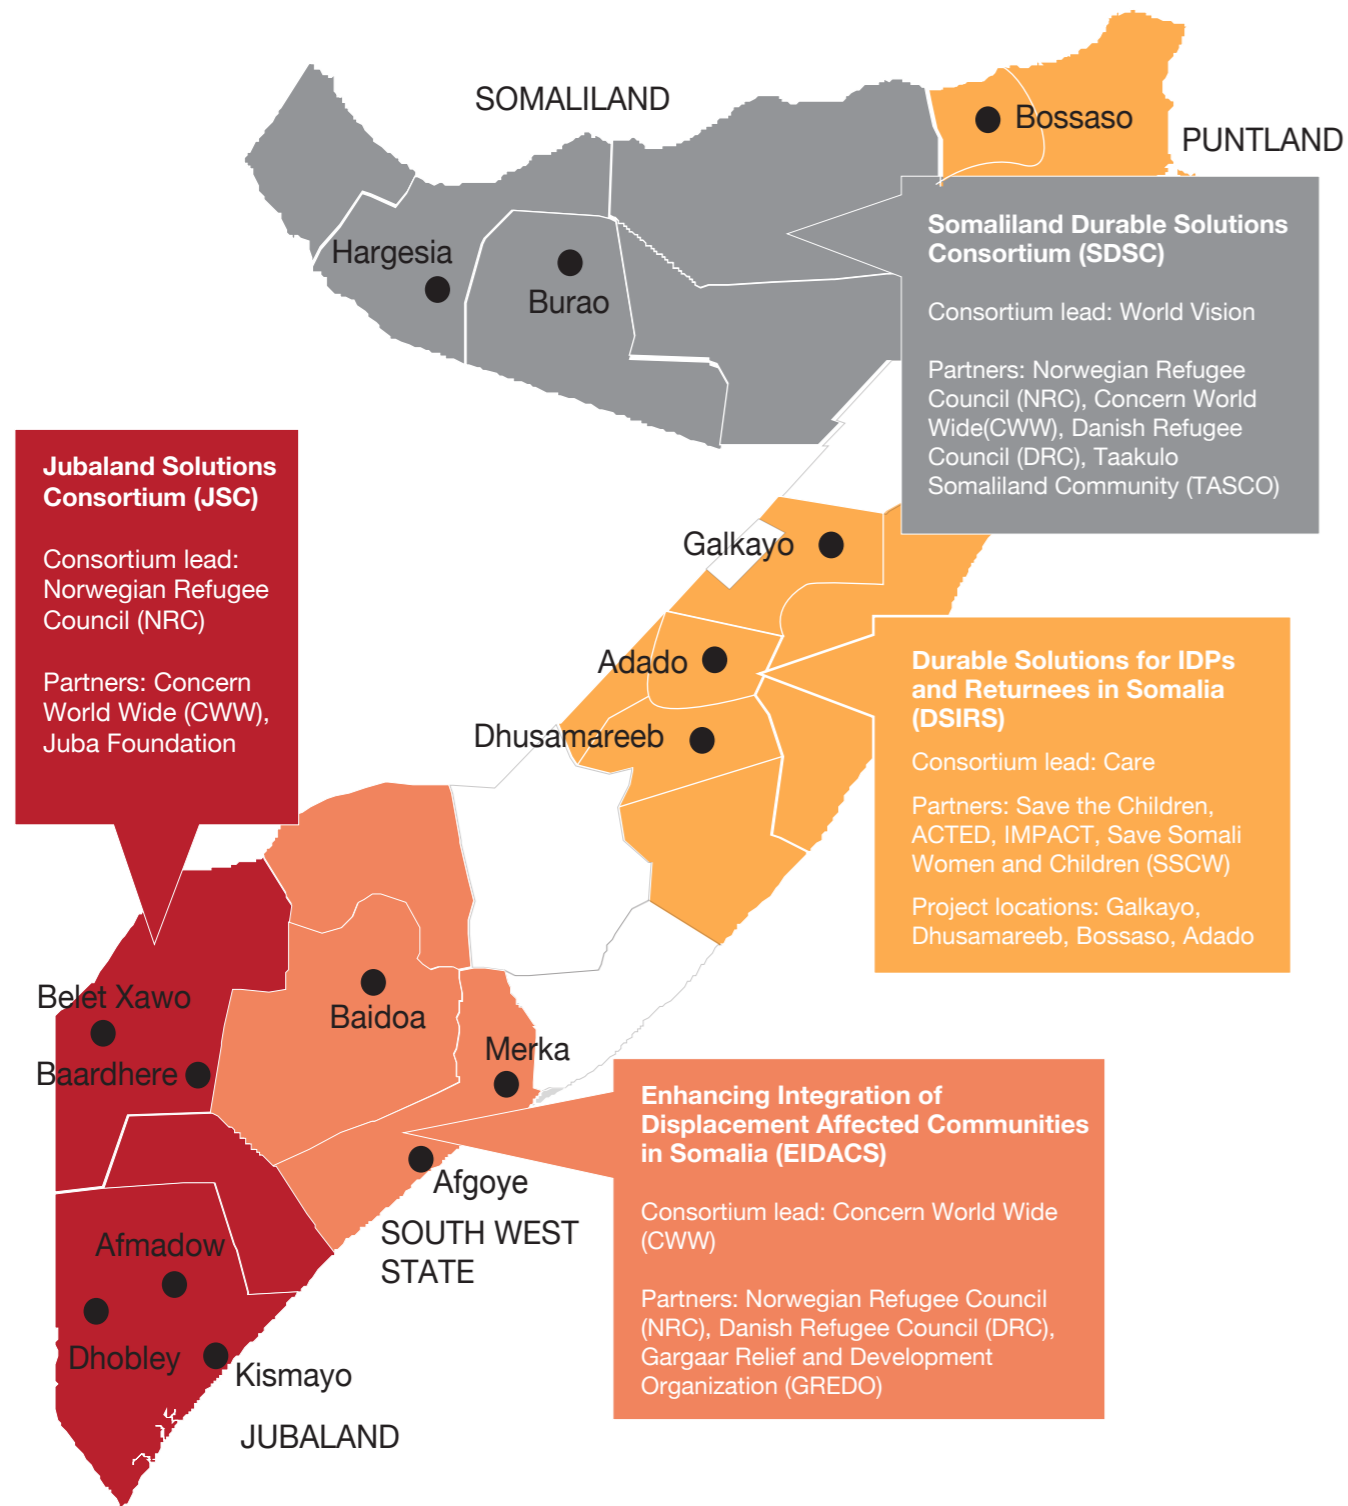 SOMALILAND
Bossaso
PUNTLAND
Somaliland Durable Solutions
Consortium (SDSC)
Consortium lead: World Vision
Partners: Norwegian Refugee
Council (NRC), Concern World
Wide(CWW), Danish Refugee
Council (DRC), Taakulo
Somaliland Community (TASCO)
Hargesia
Burao
Jubaland Solutions
Consortium (JSC)
Consortium lead:
Norwegian Refugee
Council (NRC)
Partners: Concern
World Wide (CWW),
Juba Foundation
Galkayo
Adado
Dhusamareeb
Durable Solutions for IDPs
and Returnees in Somalia
(DSIRS)
Consortium lead: Care
Partners: Save the Children,
ACTED, IMPACT, Save Somali
Women and Children (SSCW)
Project locations: Galkayo,
Dhusamareeb, Bossaso, Adado
Belet Xawo
Baardhere
Baidoa
Merka
Afgoye
SOUTH WEST
STATE
Enhancing Integration of
Displacement Affected Communities
in Somalia (EIDACS)
Consortium lead: Concern World Wide
(CWW)
Partners: Norwegian Refugee Council
(NRC), Danish Refugee Council (DRC),
Gargaar Relief and Development
Organization (GREDO)
Afmadow
Dhobley
Kismayo
JUBALAND